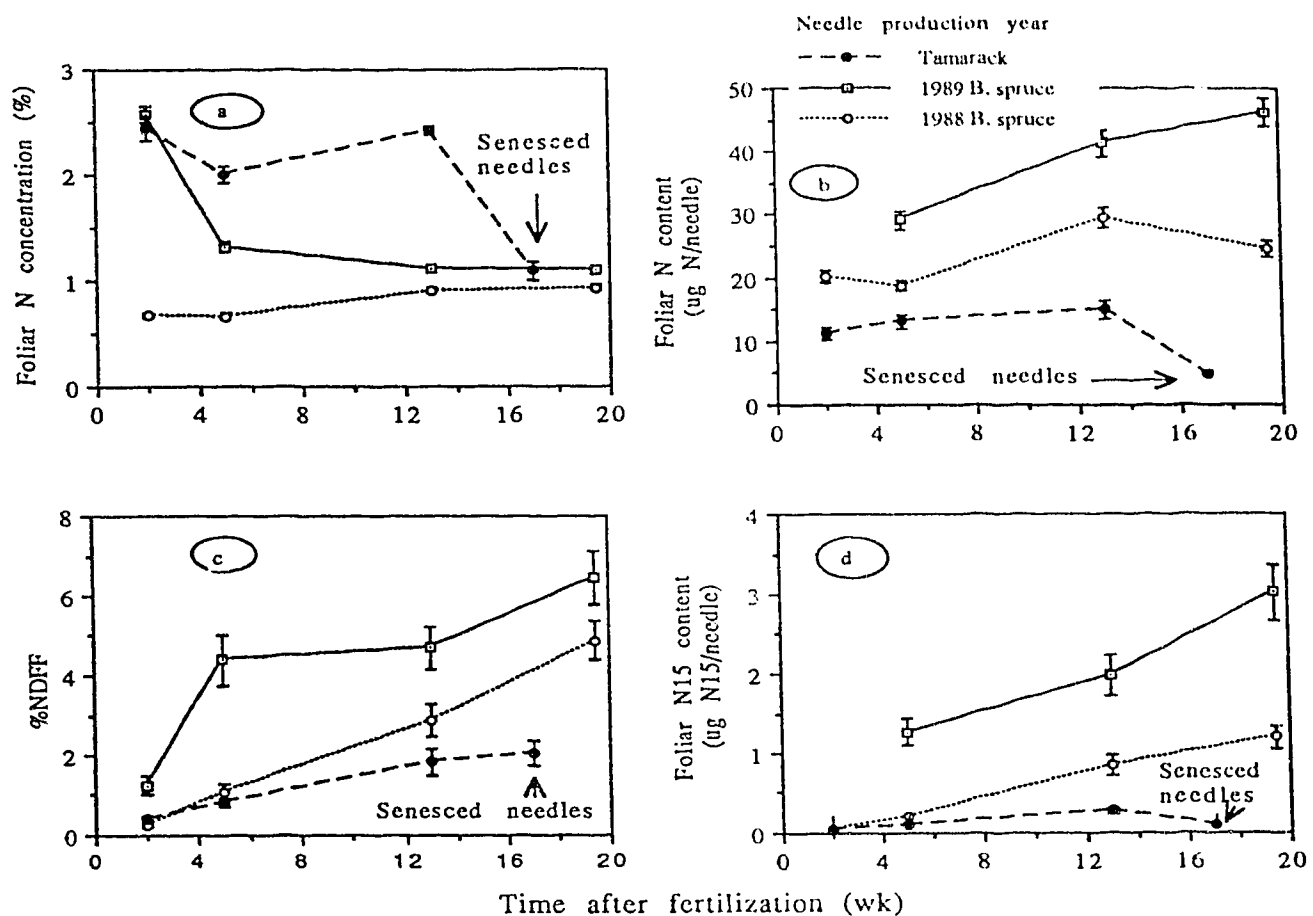 Needle production year
Tamarack
1989 B. spruce
1988 B. spruce
3
2
1
0
0 4 8 12 16 20
Foliar N concentration (%)
a
Senesced
needles
50
40
30
20
10
0
0 4 8 12 16 20
Foliar N content
(ug N/needle)
b
Senesced needles
8
6
4
2
0
0 4 8 12 16 20
%NDFF
c
Senesced needles
4
3
2
1
0
0 4 8 12 16 20
Foliar N15 content
(ug N15/needle)
d
Senesced
needles
Time after fertilization (wk)